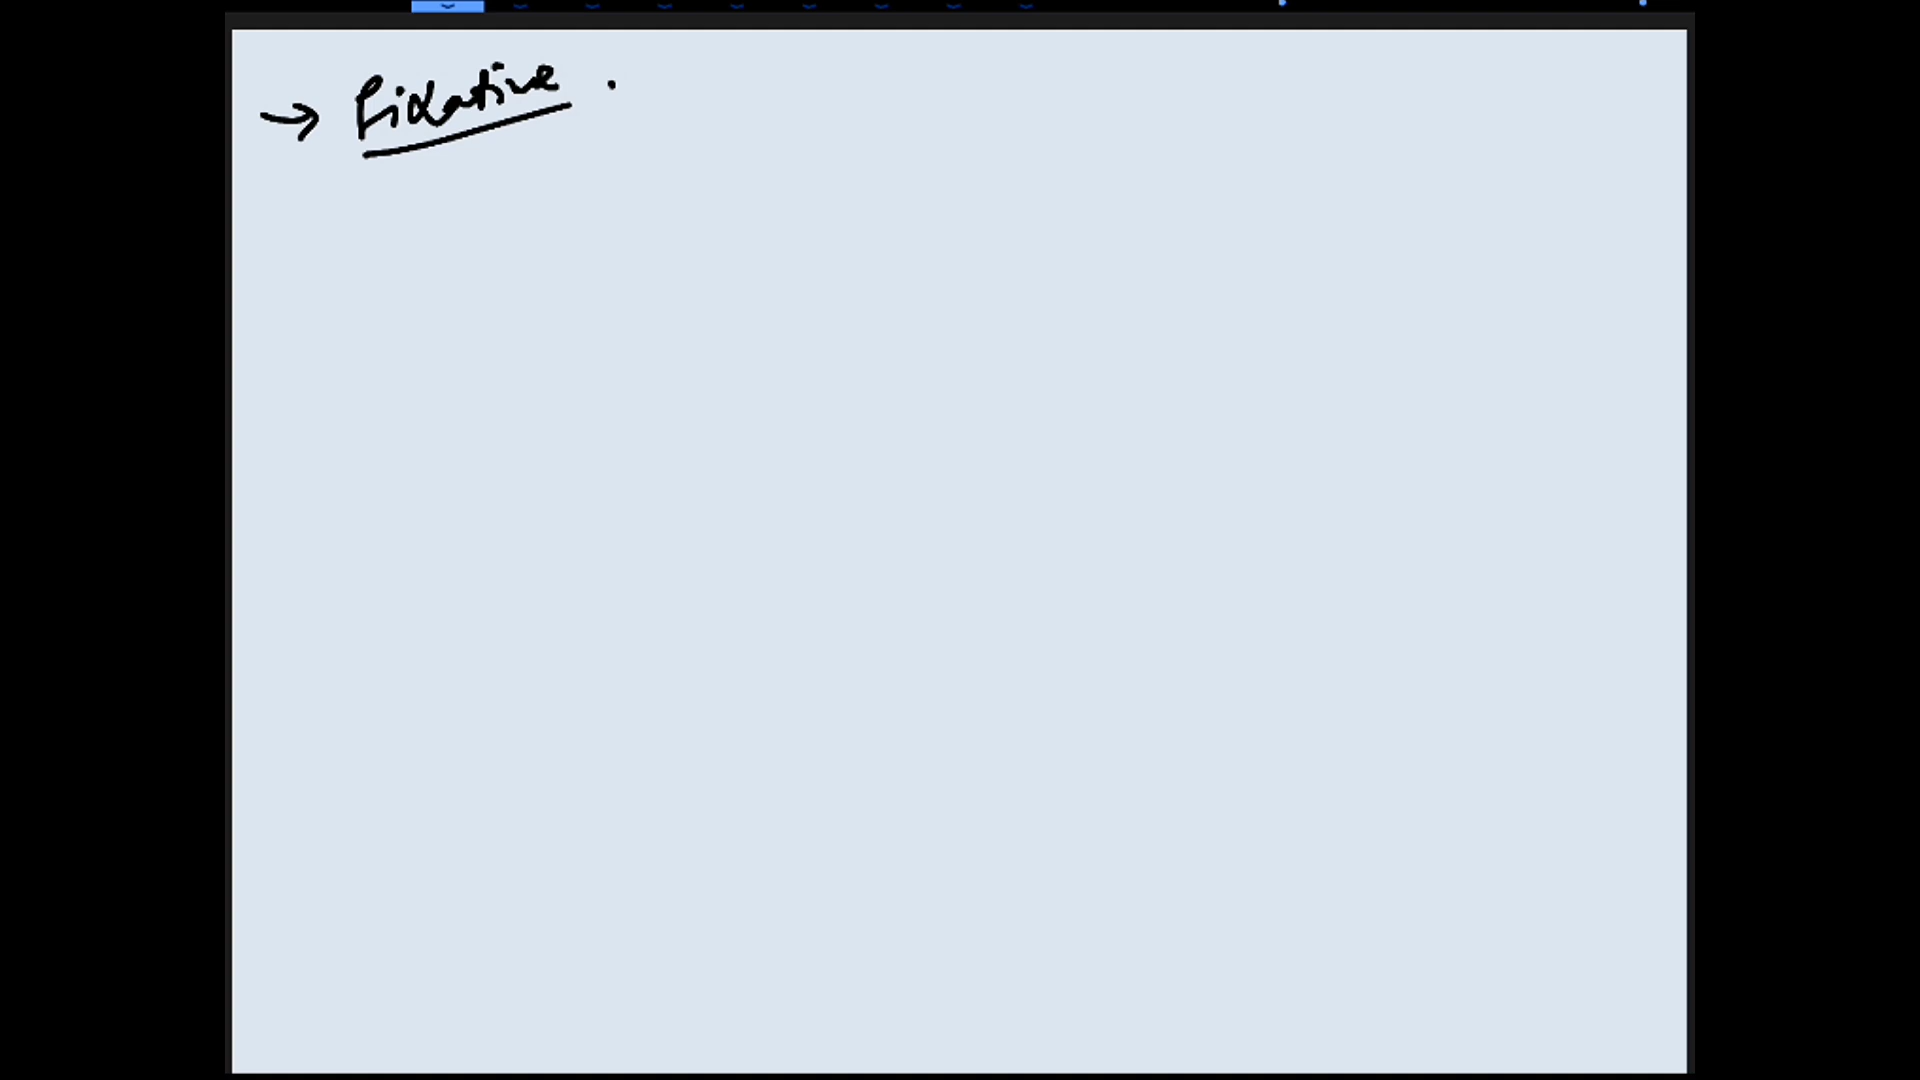 → Fixative .